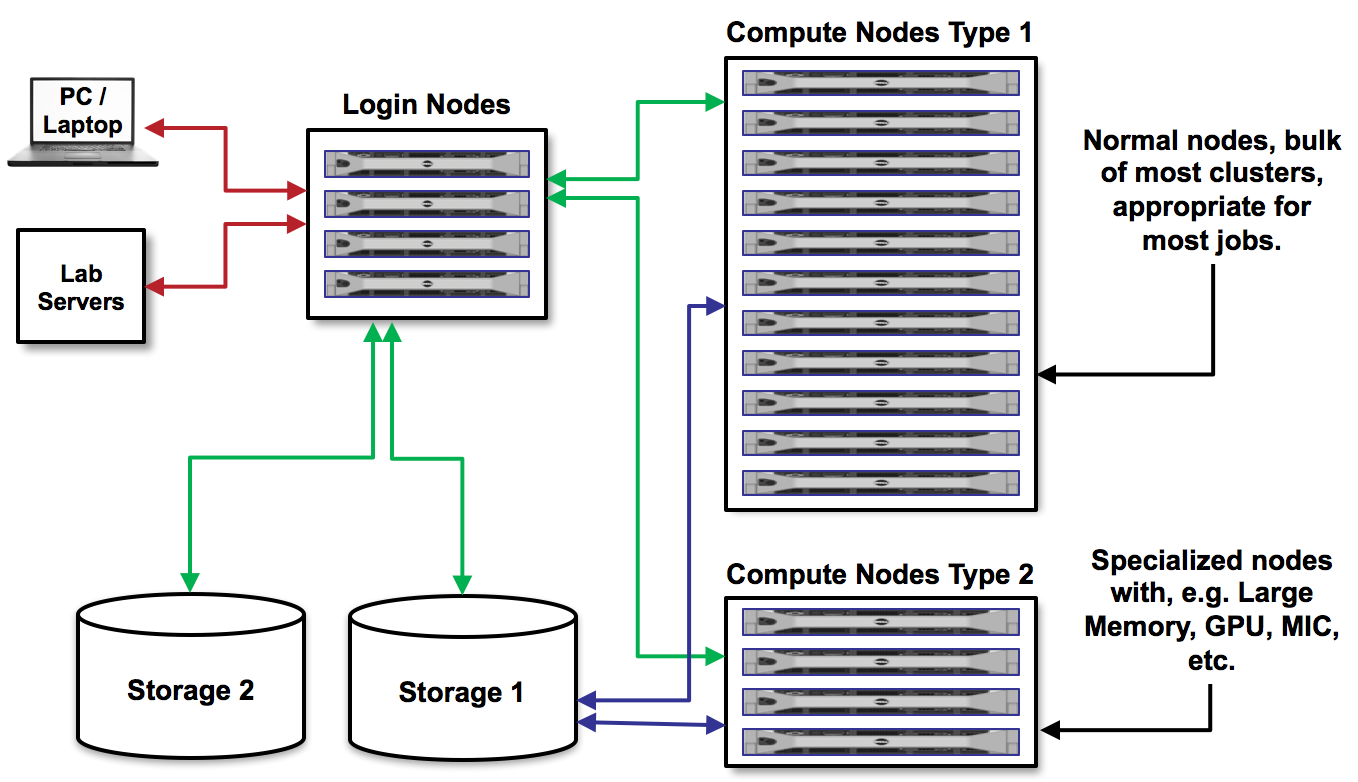 Compute Nodes Type 1
PC /
Laptop
Login Nodes
Normal nodes, bulk
of most clusters,
appropriate for
most jobs.
Lab
Servers
Compute Nodes Type 2
Specialized nodes
with, e.g. Large
Memory, GPU, MIC,
etc.
Storage 2
Storage 1